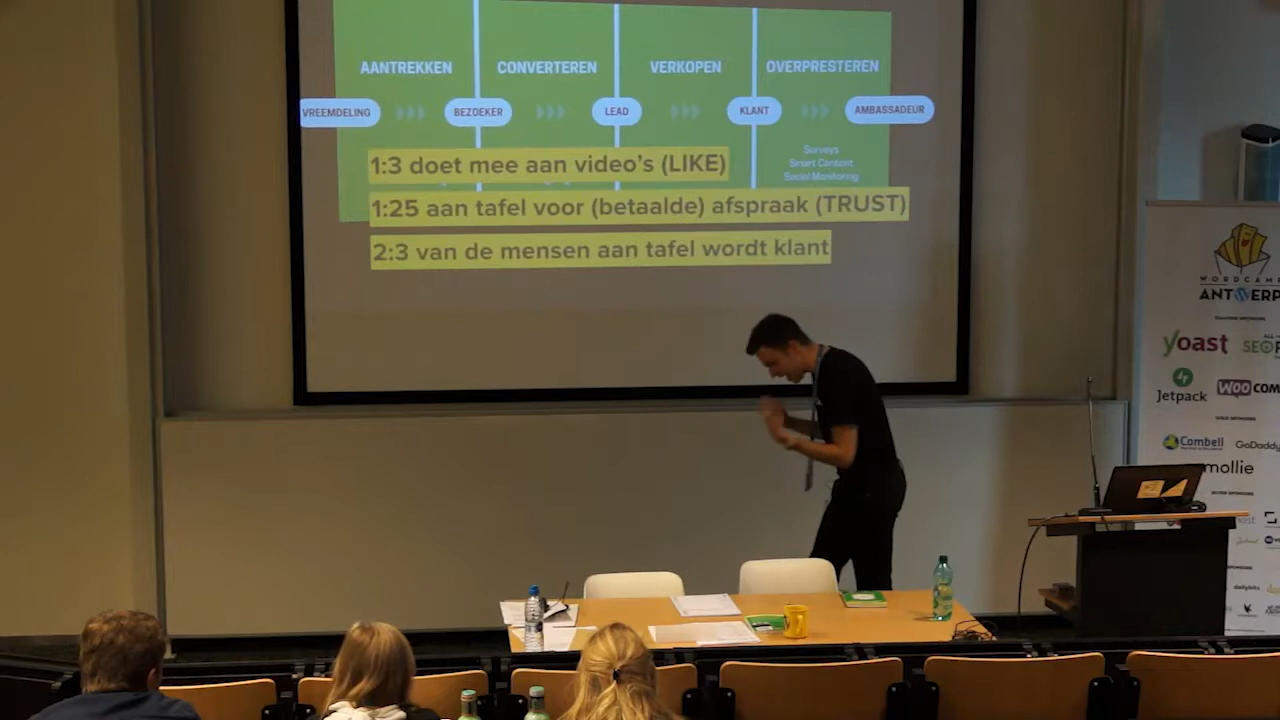 AANTREKKEN CONVERTEREN VERKOPEN OVERPRESTEREN
VREEMDELING BEZOEKER LEAD KLANT AMBASSADEUR
Surveys
Smart Content
Social Monitoring
1:3 doet mee aan video's (LIKE)
1:25 aan tafel voor (betaalde) afspraak (TRUST)
2:3 van de mensen aan tafel wordt klant
WORDCAMP
ANTWERP
yoast
Jetpack
WOO COM
Combell
GoDaddy
mollie
dailybits